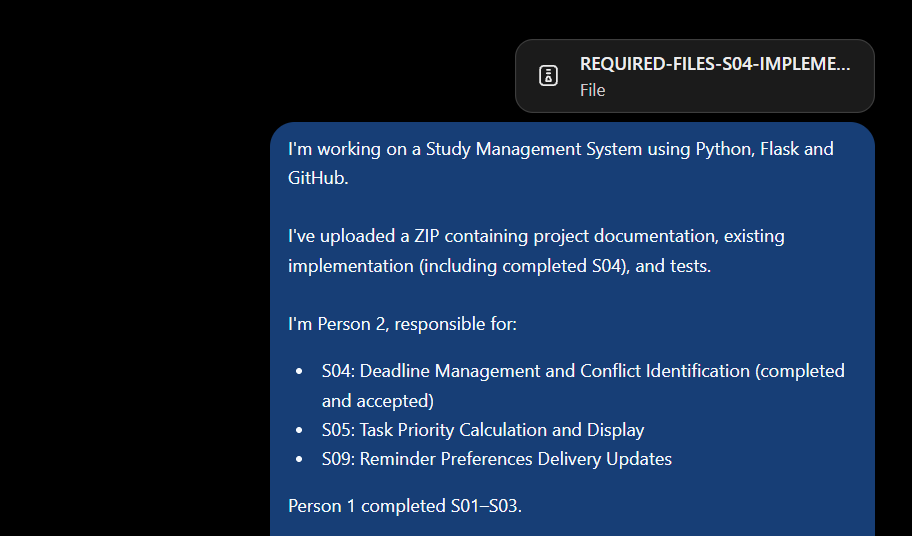 REQUIRED-FILES-S04-IMPLEME...
File
I'm working on a Study Management System using Python, Flask and
GitHub.
I've uploaded a ZIP containing project documentation, existing
implementation (including completed S04), and tests.
I'm Person 2, responsible for:
• S04: Deadline Management and Conflict Identification (completed
and accepted)
• S05: Task Priority Calculation and Display
• S09: Reminder Preferences Delivery Updates
Person 1 completed S01–S03.